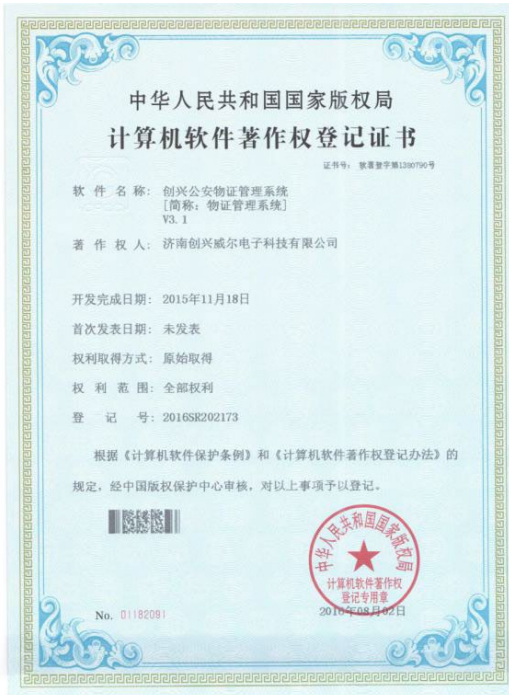 中华人民共和国国家版权局
计算机软件著作权登记证书
证书号: 软著登字第1380790号
软件名称: 创兴公安物证管理系统
[简称: 物证管理系统]
V3.1
著作权人: 济南创兴威尔电子科技有限公司
开发完成日期: 2015年11月18日
首次发表日期: 未发表
权利取得方式: 原始取得
权利范围: 全部权利
登记号: 2016SR202173
根据《计算机软件保护条例》和《计算机软件著作权登记办法》的
规定, 经中国版权保护中心审核, 对以上事项予以登记。
中华人民共和国国家版权局
计算机软件著作权
登记专用章
2016年08月02日
No. 01182091